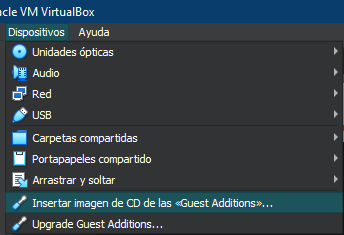 acle VM VirtualBox
Dispositivos Ayuda
Unidades ópticas
Audio
Red
USB
Carpetas compartidas
Portapapeles compartido
Arrastrar y soltar
Insertar imagen de CD de las «Guest Additions»...
Upgrade Guest Additions...